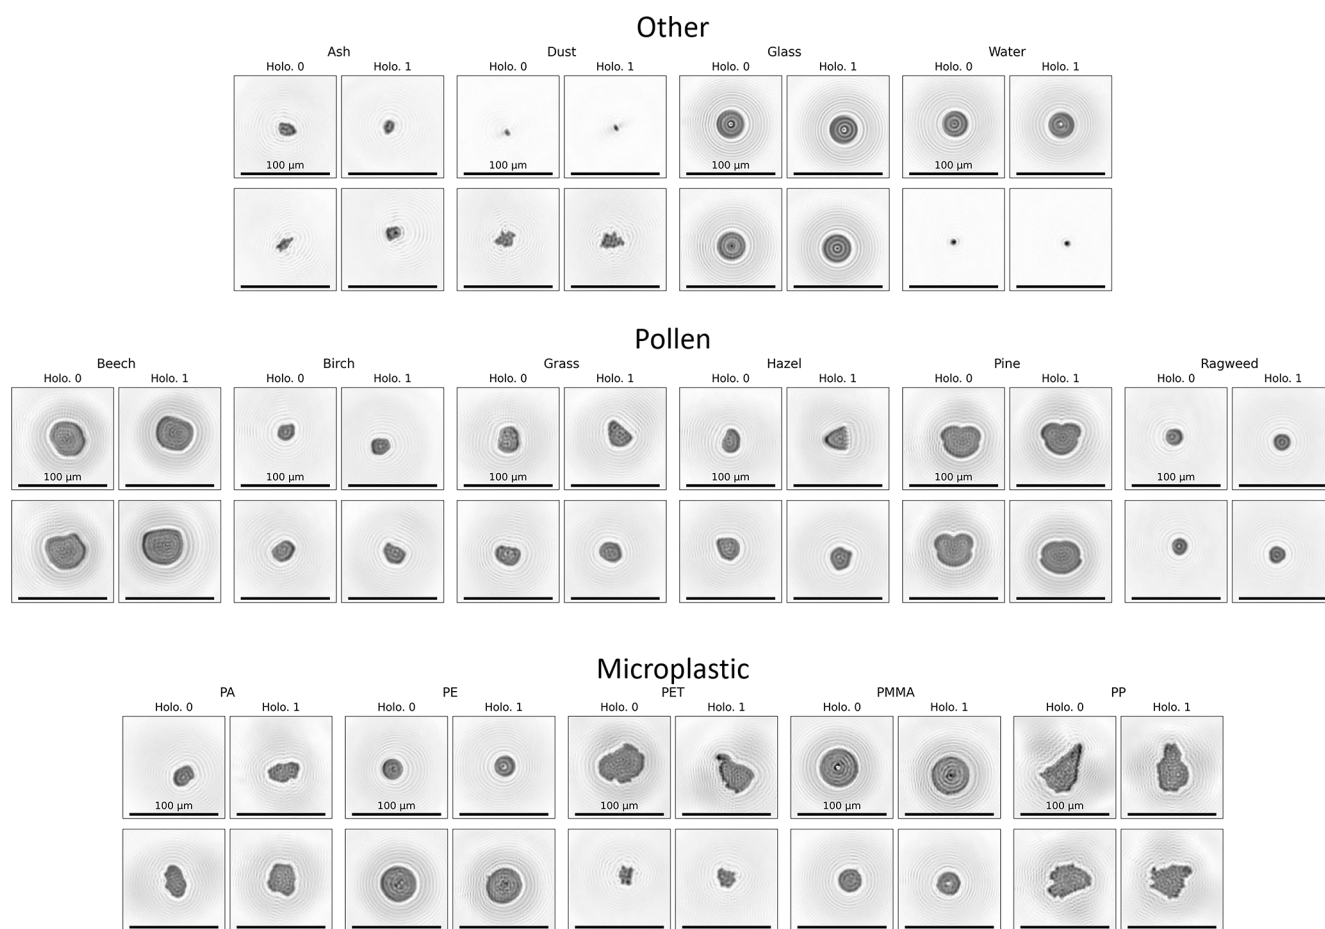 Other
Ash Dust Glass Water
Holo. 0 Holo. 1 Holo. 0 Holo. 1 Holo. 0 Holo. 1 Holo. 0 Holo. 1
100 µm 100 µm 100 µm 100 µm
Pollen
Beech Birch Grass Hazel Pine Ragweed
Holo. 0 Holo. 1 Holo. 0 Holo. 1 Holo. 0 Holo. 1 Holo. 0 Holo. 1 Holo. 0 Holo. 1 Holo. 0 Holo. 1
100 µm 100 µm 100 µm 100 µm 100 µm 100 µm
Microplastic
PA PE PET PMMA PP
Holo. 0 Holo. 1 Holo. 0 Holo. 1 Holo. 0 Holo. 1 Holo. 0 Holo. 1 Holo. 0 Holo. 1
100 µm 100 µm 100 µm 100 µm 100 µm